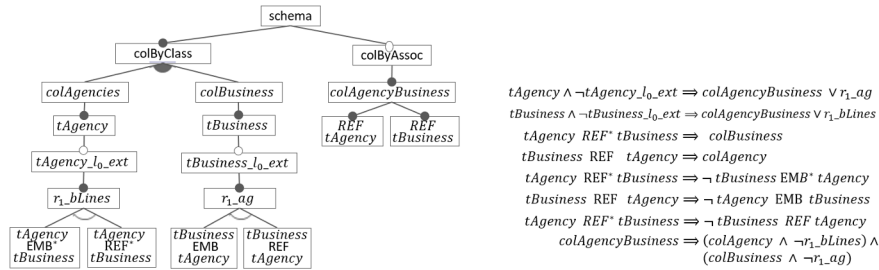 schema
colByClass
colByAssoc
colAgencies
colBusiness
colAgencyBusiness
tAgency
tBusiness
REF
tAgency
REF
tBusiness
tAgency_l₀_ext
tBusiness_l₀_ext
r₁_bLines
r₁_ag
tAgency
EMB*
tBusiness
tAgency
REF*
tBusiness
tBusiness
EMB
tAgency
tBusiness
REF
tAgency
tAgency ∧ ¬tAgency_l₀_ext ⟹ colAgencyBusiness ∨ r₁_ag
tBusiness ∧ ¬tBusiness_l₀_ext ⟹ colAgencyBusiness ∨ r₁_bLines
tAgency REF* tBusiness ⟹ colBusiness
tBusiness REF tAgency ⟹ colAgency
tAgency REF* tBusiness ⟹ ¬ tBusiness EMB* tAgency
tBusiness REF tAgency ⟹ ¬ tAgency EMB tBusiness
tAgency REF* tBusiness ⟹ ¬ tBusiness REF tAgency
colAgencyBusiness ⟹ (colAgency ∧ ¬r₁_bLines) ∧
(colBusiness ∧ ¬r₁_ag)